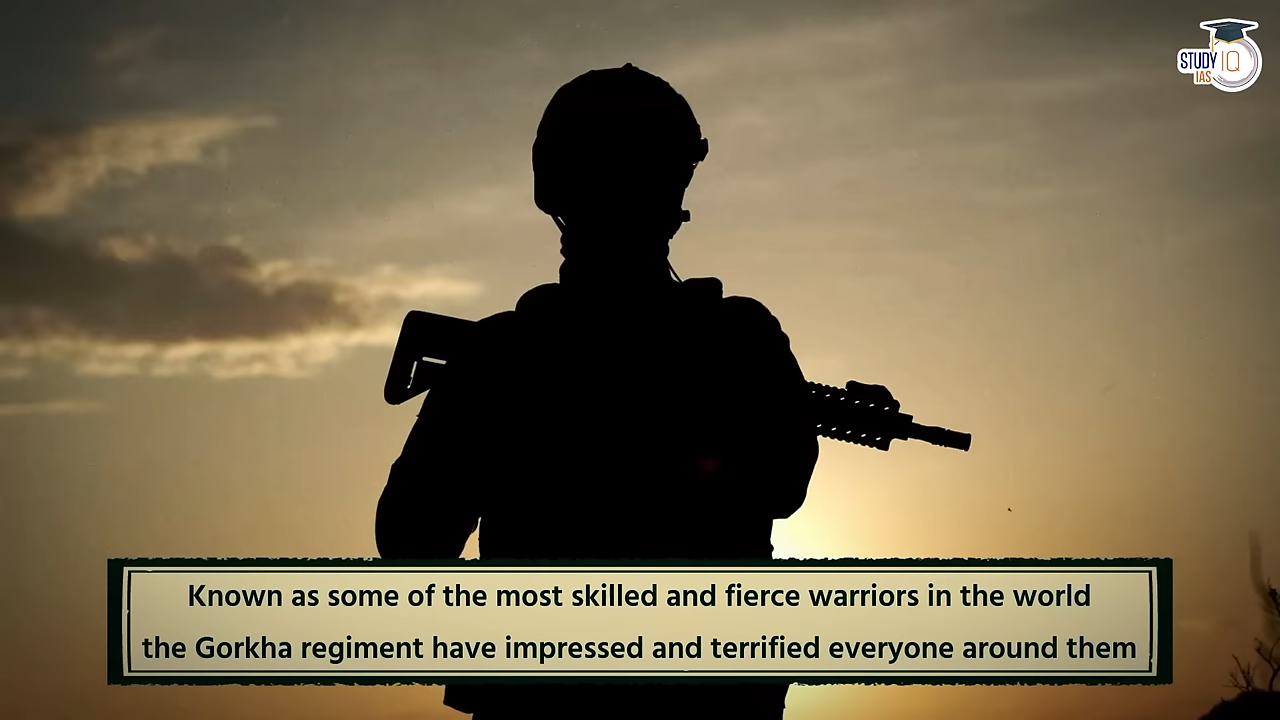 STUDY IQ
IAS
Known as some of the most skilled and fierce warriors in the world
the Gorkha regiment have impressed and terrified everyone around them